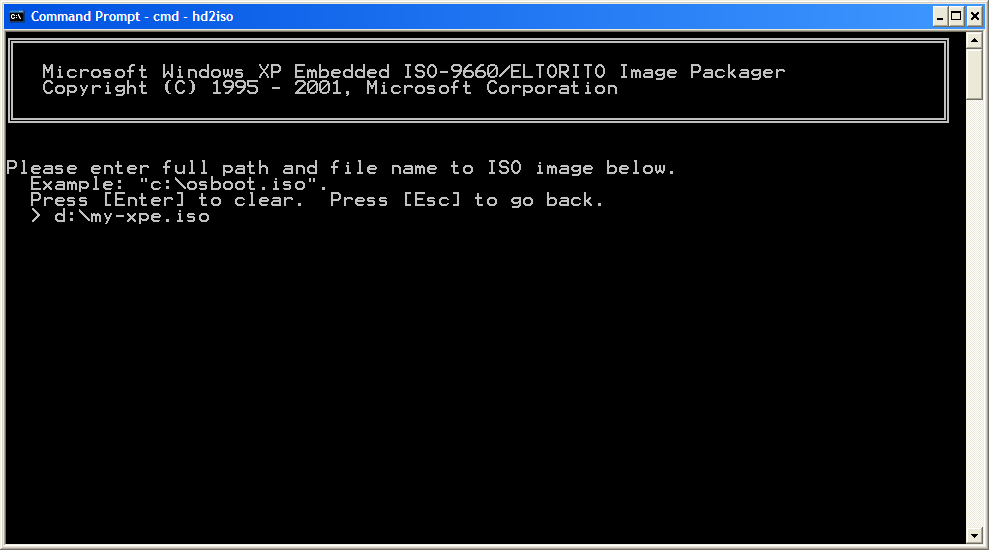 Command Prompt - cmd - hd2iso
Microsoft Windows XP Embedded ISO-9660/ELTORITO Image Packager
Copyright (C) 1995 - 2001, Microsoft Corporation
Please enter full path and file name to ISO image below.
Example: "c:\osboot.iso".
Press [Enter] to clear.  Press [Esc] to go back.
> d:\my-xpe.iso